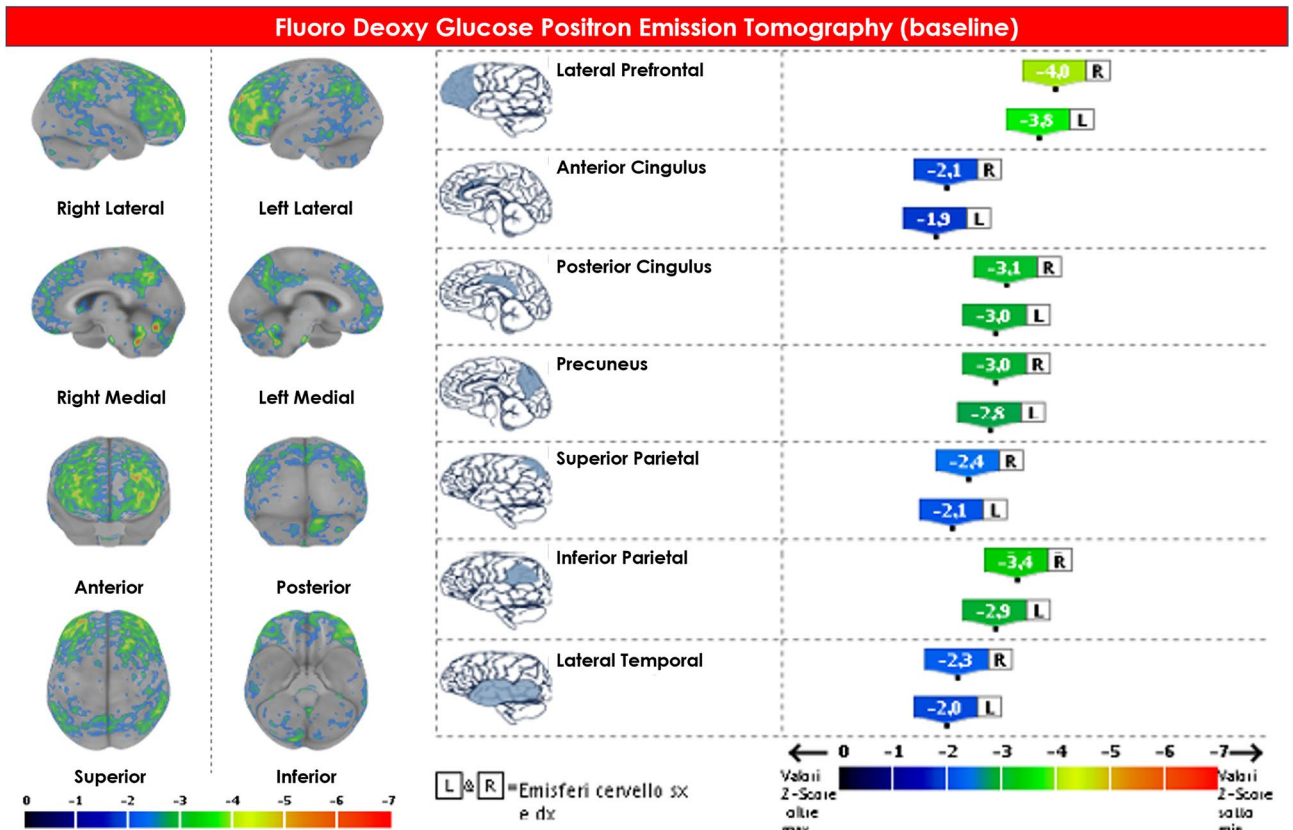 Fluoro Deoxy Glucose Positron Emission Tomography (baseline)
Right Lateral
Left Lateral
Right Medial
Left Medial
Anterior
Posterior
Superior
Inferior
0 -1 -2 -3 -4 -5 -6 -7
Lateral Prefrontal
-4,0 R
-3,8 L
Anterior Cingulus
-2,1 R
-1,9 L
Posterior Cingulus
-3,1 R
-3,0 L
Precuneus
-3,0 R
-2,8 L
Superior Parietal
-2,4 R
-2,1 L
Inferior Parietal
-3,4 R
-2,9 L
Lateral Temporal
-2,3 R
-2,0 L
L & R =Emisferi cervello sx
e dx
0 -1 -2 -3 -4 -5 -6 -7
Valori
Z-Score
oltre
Valori
Z-Score
sotto